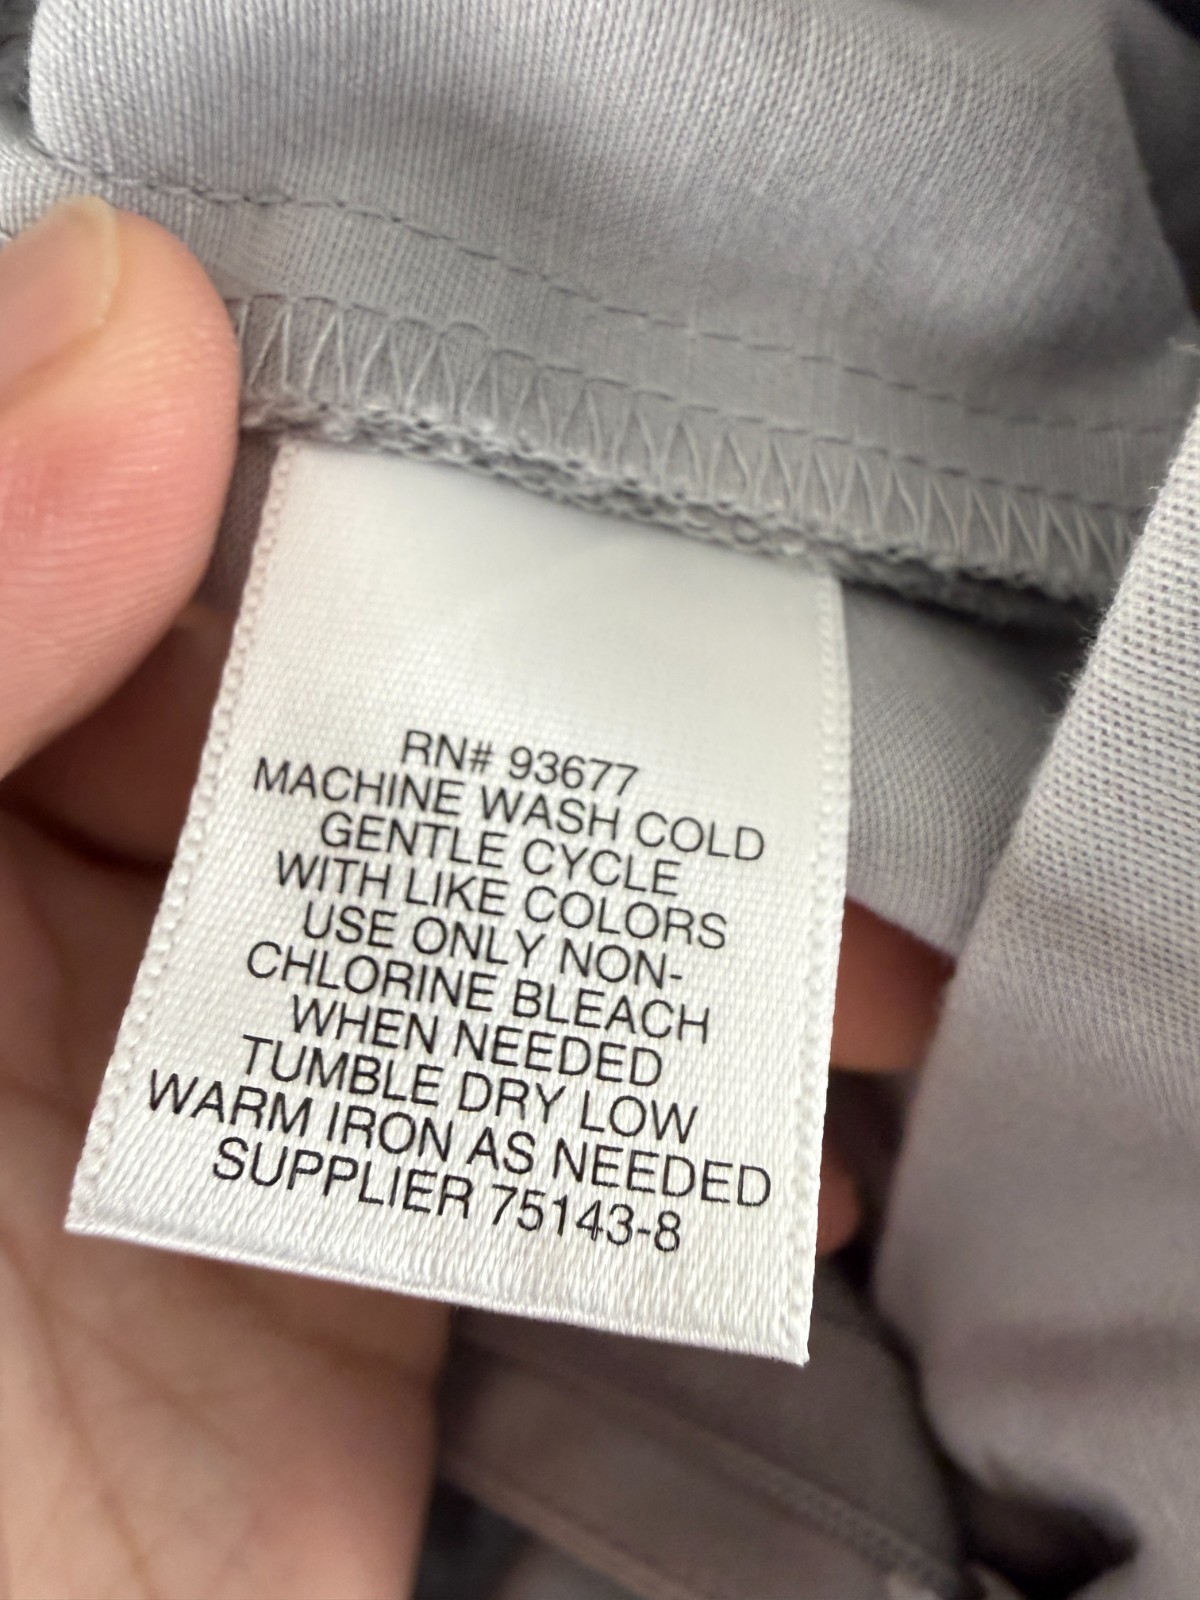 RN# 93677
MACHINE WASH COLD
GENTLE CYCLE
WITH LIKE COLORS
USE ONLY NON-
CHLORINE BLEACH
WHEN NEEDED
TUMBLE DRY LOW
WARM IRON AS NEEDED
SUPPLIER 75143-8